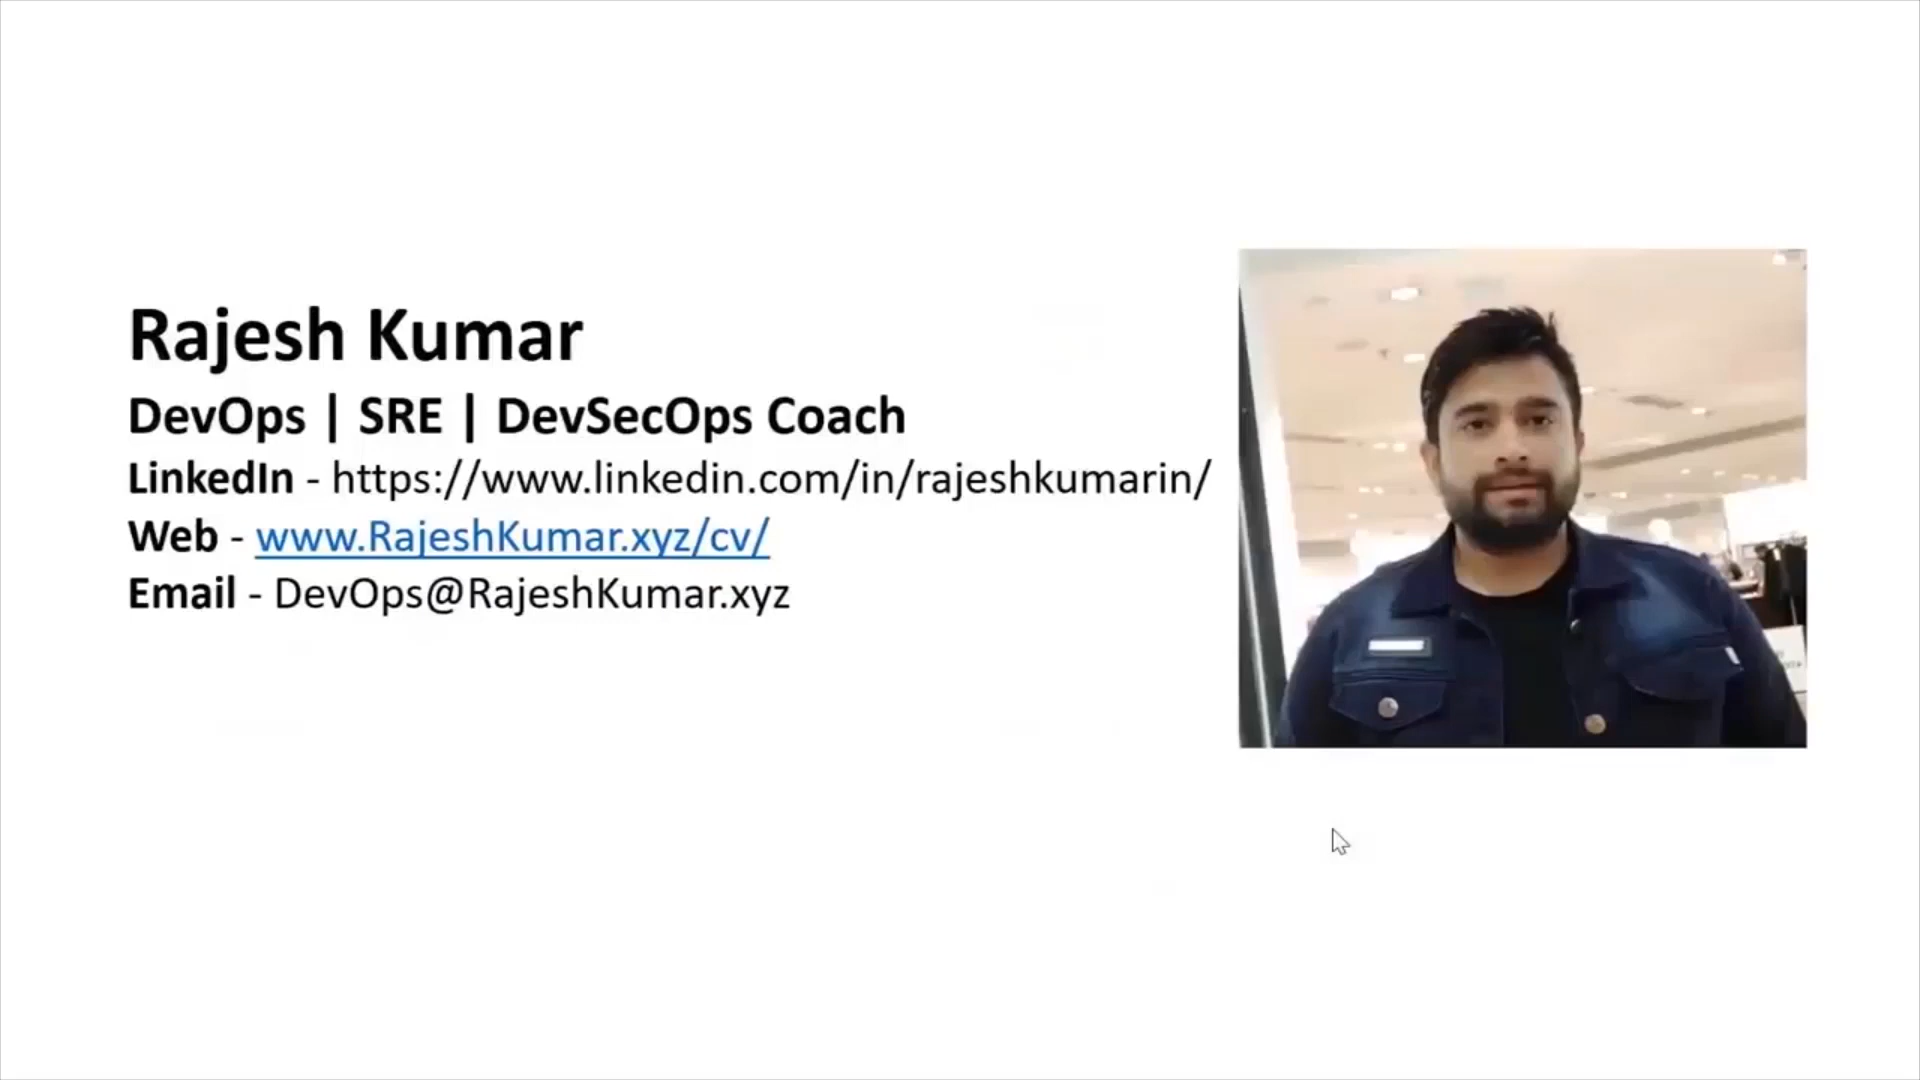 Rajesh Kumar
DevOps | SRE | DevSecOps Coach
LinkedIn - https://www.linkedin.com/in/rajeshkumarin/
Web - www.RajeshKumar.xyz/cv/
Email - DevOps@RajeshKumar.xyz